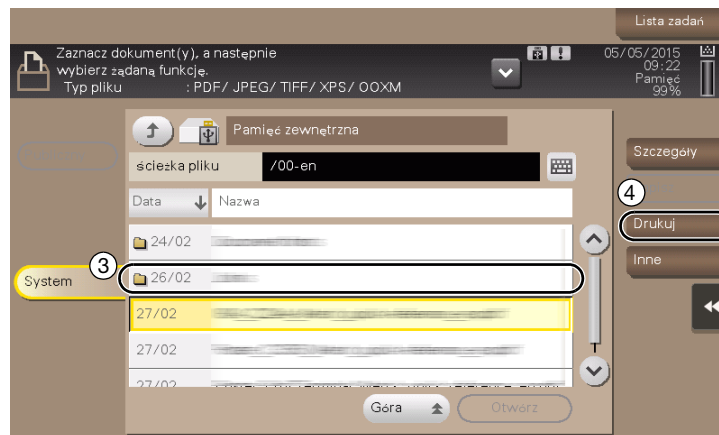 Lista zadań
Zaznacz dokument(y), a następnie
wybierz żądaną funkcję.
Typ pliku : PDF/ JPEG/ TIFF/ XPS/ OOXM
05/05/2015
09:22
Pamięć
99%
Pamięć zewnętrzna
ścieżka pliku /00-en
Szczegóły
4
Data Nazwa
Drukuj
24/02
Inne
3
System
26/02
27/02
27/02
27/02
Góra
Otwórz